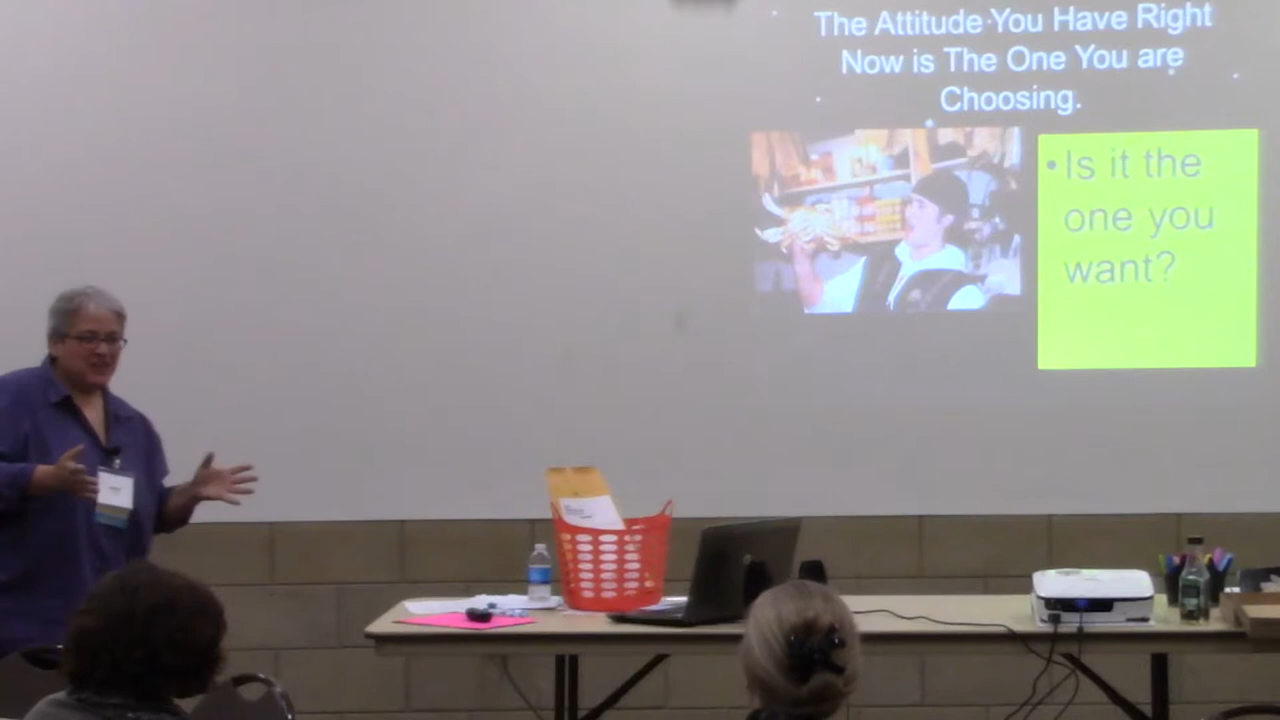 The Attitude You Have Right
Now is The One You are
Choosing.
• Is it the
one you
want?